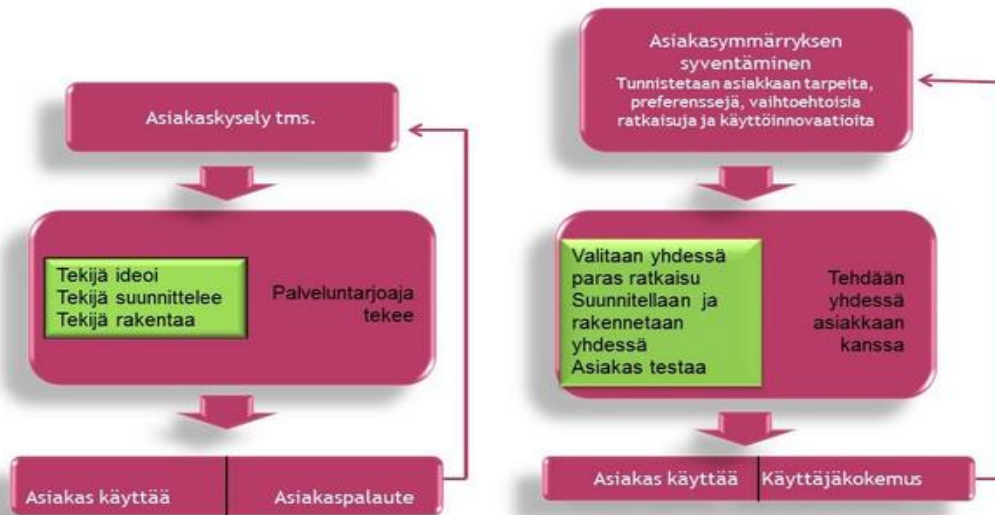 Asiakaskysely tms.
Tekijä ideoi
Tekijä suunnittelee
Tekijä rakentaa
Palveluntarjoaja
tekee
Asiakas käyttää
Asiakaspalaute
Asiakasymmärryksen
syventäminen
Tunnistetaan asiakkaan tarpeita,
preferenssejä, vaihtoehtoisia
ratkaisuja ja käyttöinnovaatioita
Valitaan yhdessä
paras ratkaisu
Suunnitellaan ja
rakennetaan
yhdessä
Asiakas testaa
Tehdään
yhdessä
asiakkaan
kanssa
Asiakas käyttää
Käyttäjäkokemus